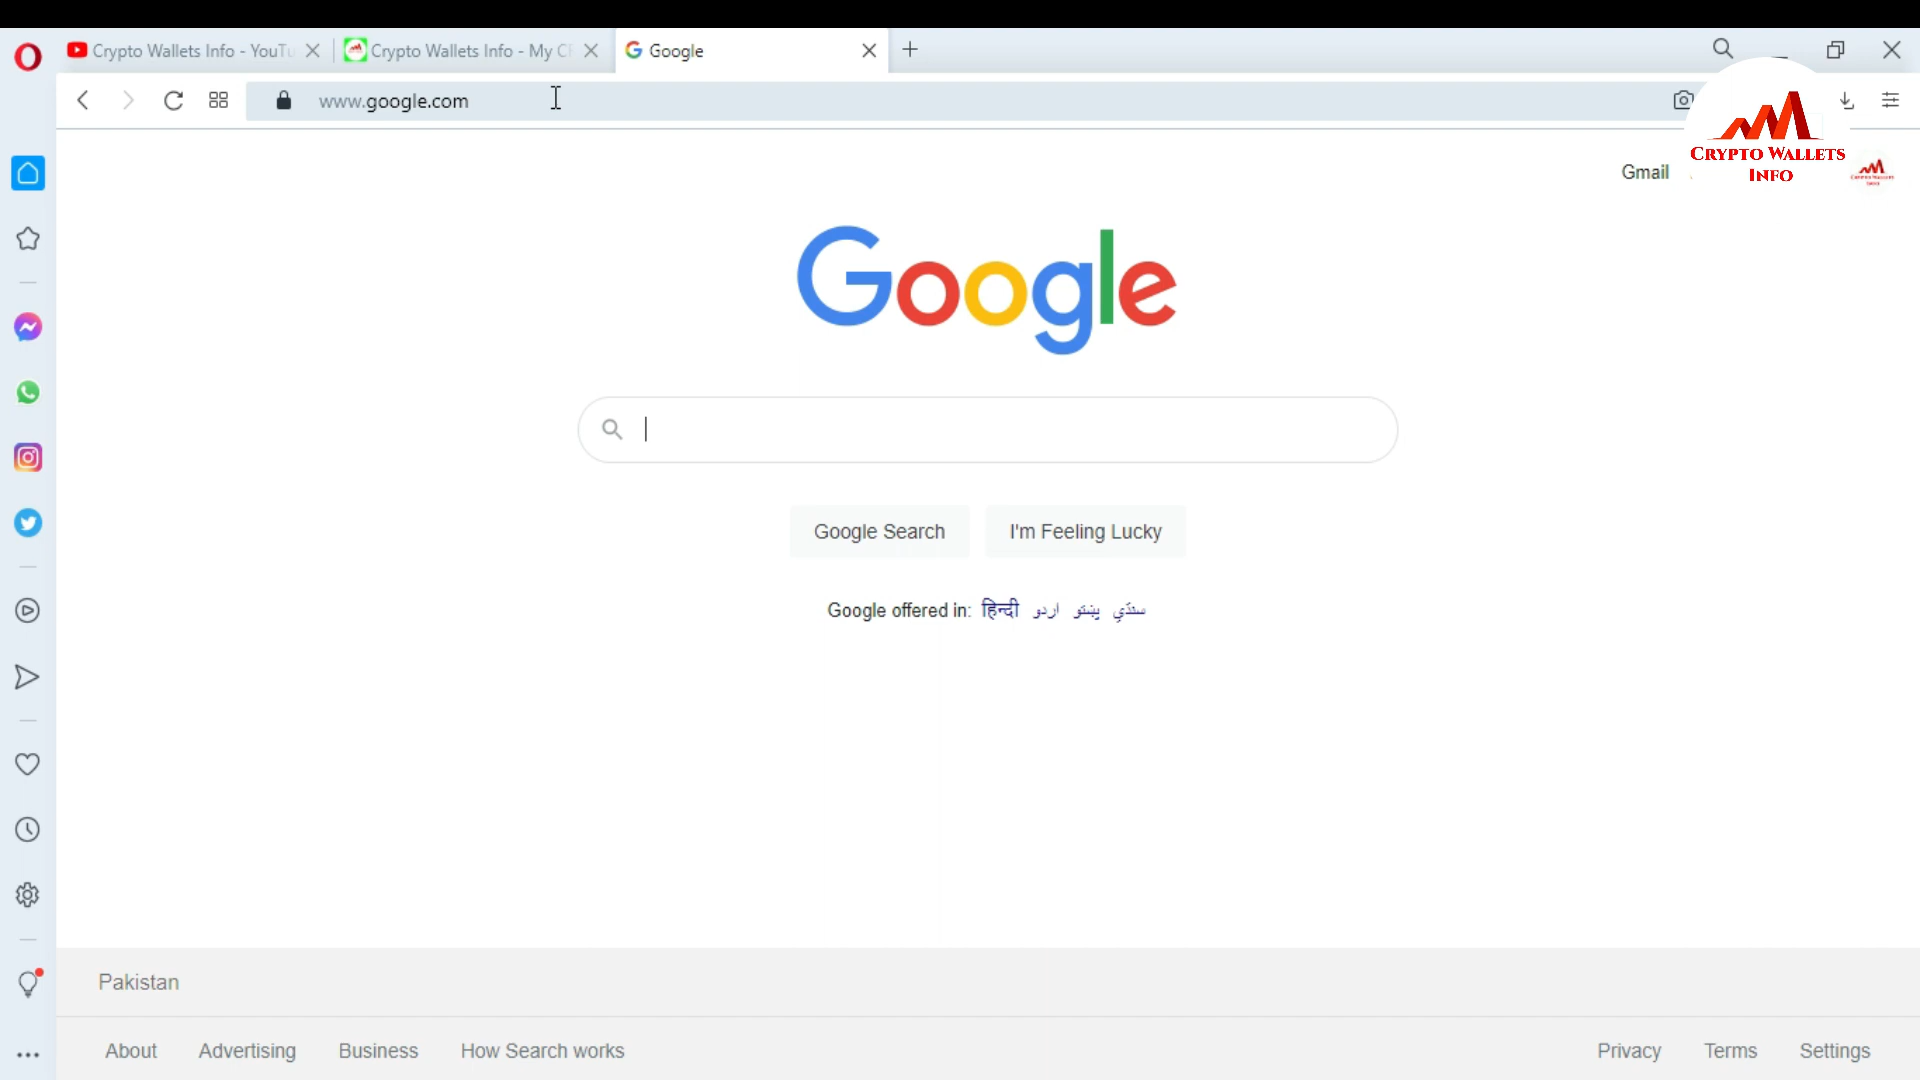 Crypto Wallets Info - YouTu
Crypto Wallets Info - My C
Google
www.google.com
CRYPTO WALLETS
INFO
Gmail
Google
Google Search
I'm Feeling Lucky
Google offered in: हिन्दी اردو پښتو سنڌي
Pakistan
About Advertising Business How Search works
Privacy Terms Settings